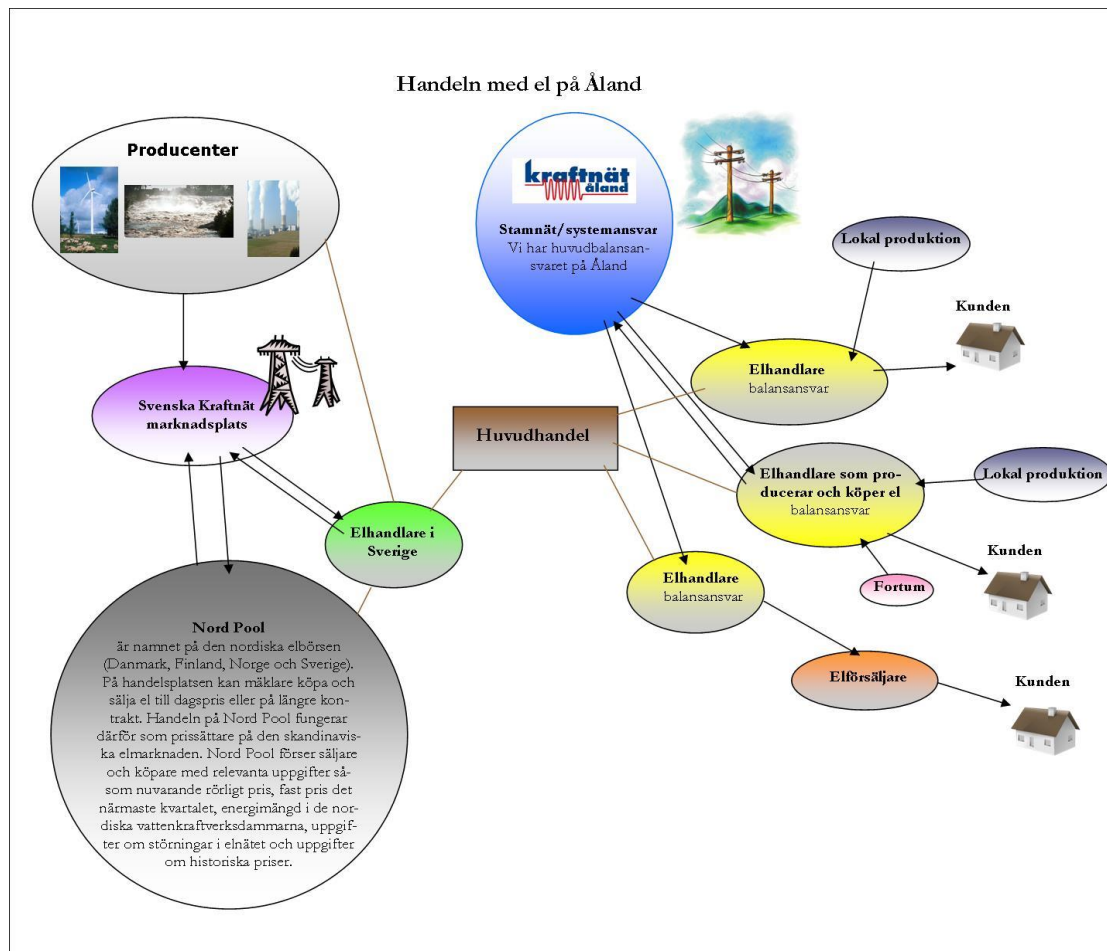 Handeln med el på Åland
Producenter
kraftnät
åland
Stamnät/systemansvar
Vi har huvudbalansan-
svaret på Åland
Lokal produktion
Kunden
Elhandlare
balansansvar
Svenska Kraftnät
marknadsplats
Huvudhandel
Elhandlare som pro-
ducerar och köper el
balansansvar
Lokal produktion
Elhandlare i
Sverige
Kunden
Elhandlare
balansansvar
Fortum
Nord Pool
är namnet på den nordiska elbörsen
(Danmark, Finland, Norge och Sverige).
På handelsplatsen kan mäklare köpa och
sälja el till dagspris eller på längre kon-
trakt. Handeln på Nord Pool fungerar
därför som prissättare på den skandinavis-
ka elmarknaden. Nord Pool förser säljare
och köpare med relevanta uppgifter så-
som nuvarande rörligt pris, fast pris det
närmaste kvartalet, energimängd i de nor-
diska vattenkraftverksdammarna, uppgif-
ter om störningar i elnätet och uppgifter
om historiska priser.
Elförsäljare
Kunden